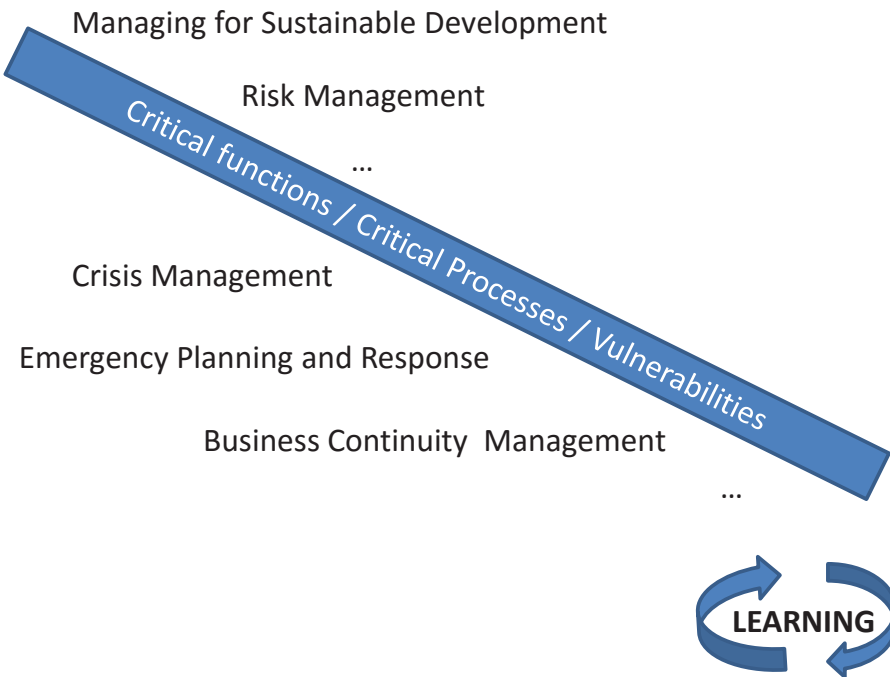 Managing for Sustainable Development
Risk Management
...
Critical functions / Critical Processes / Vulnerabilities
Crisis Management
Emergency Planning and Response
Business Continuity  Management
...
LEARNING